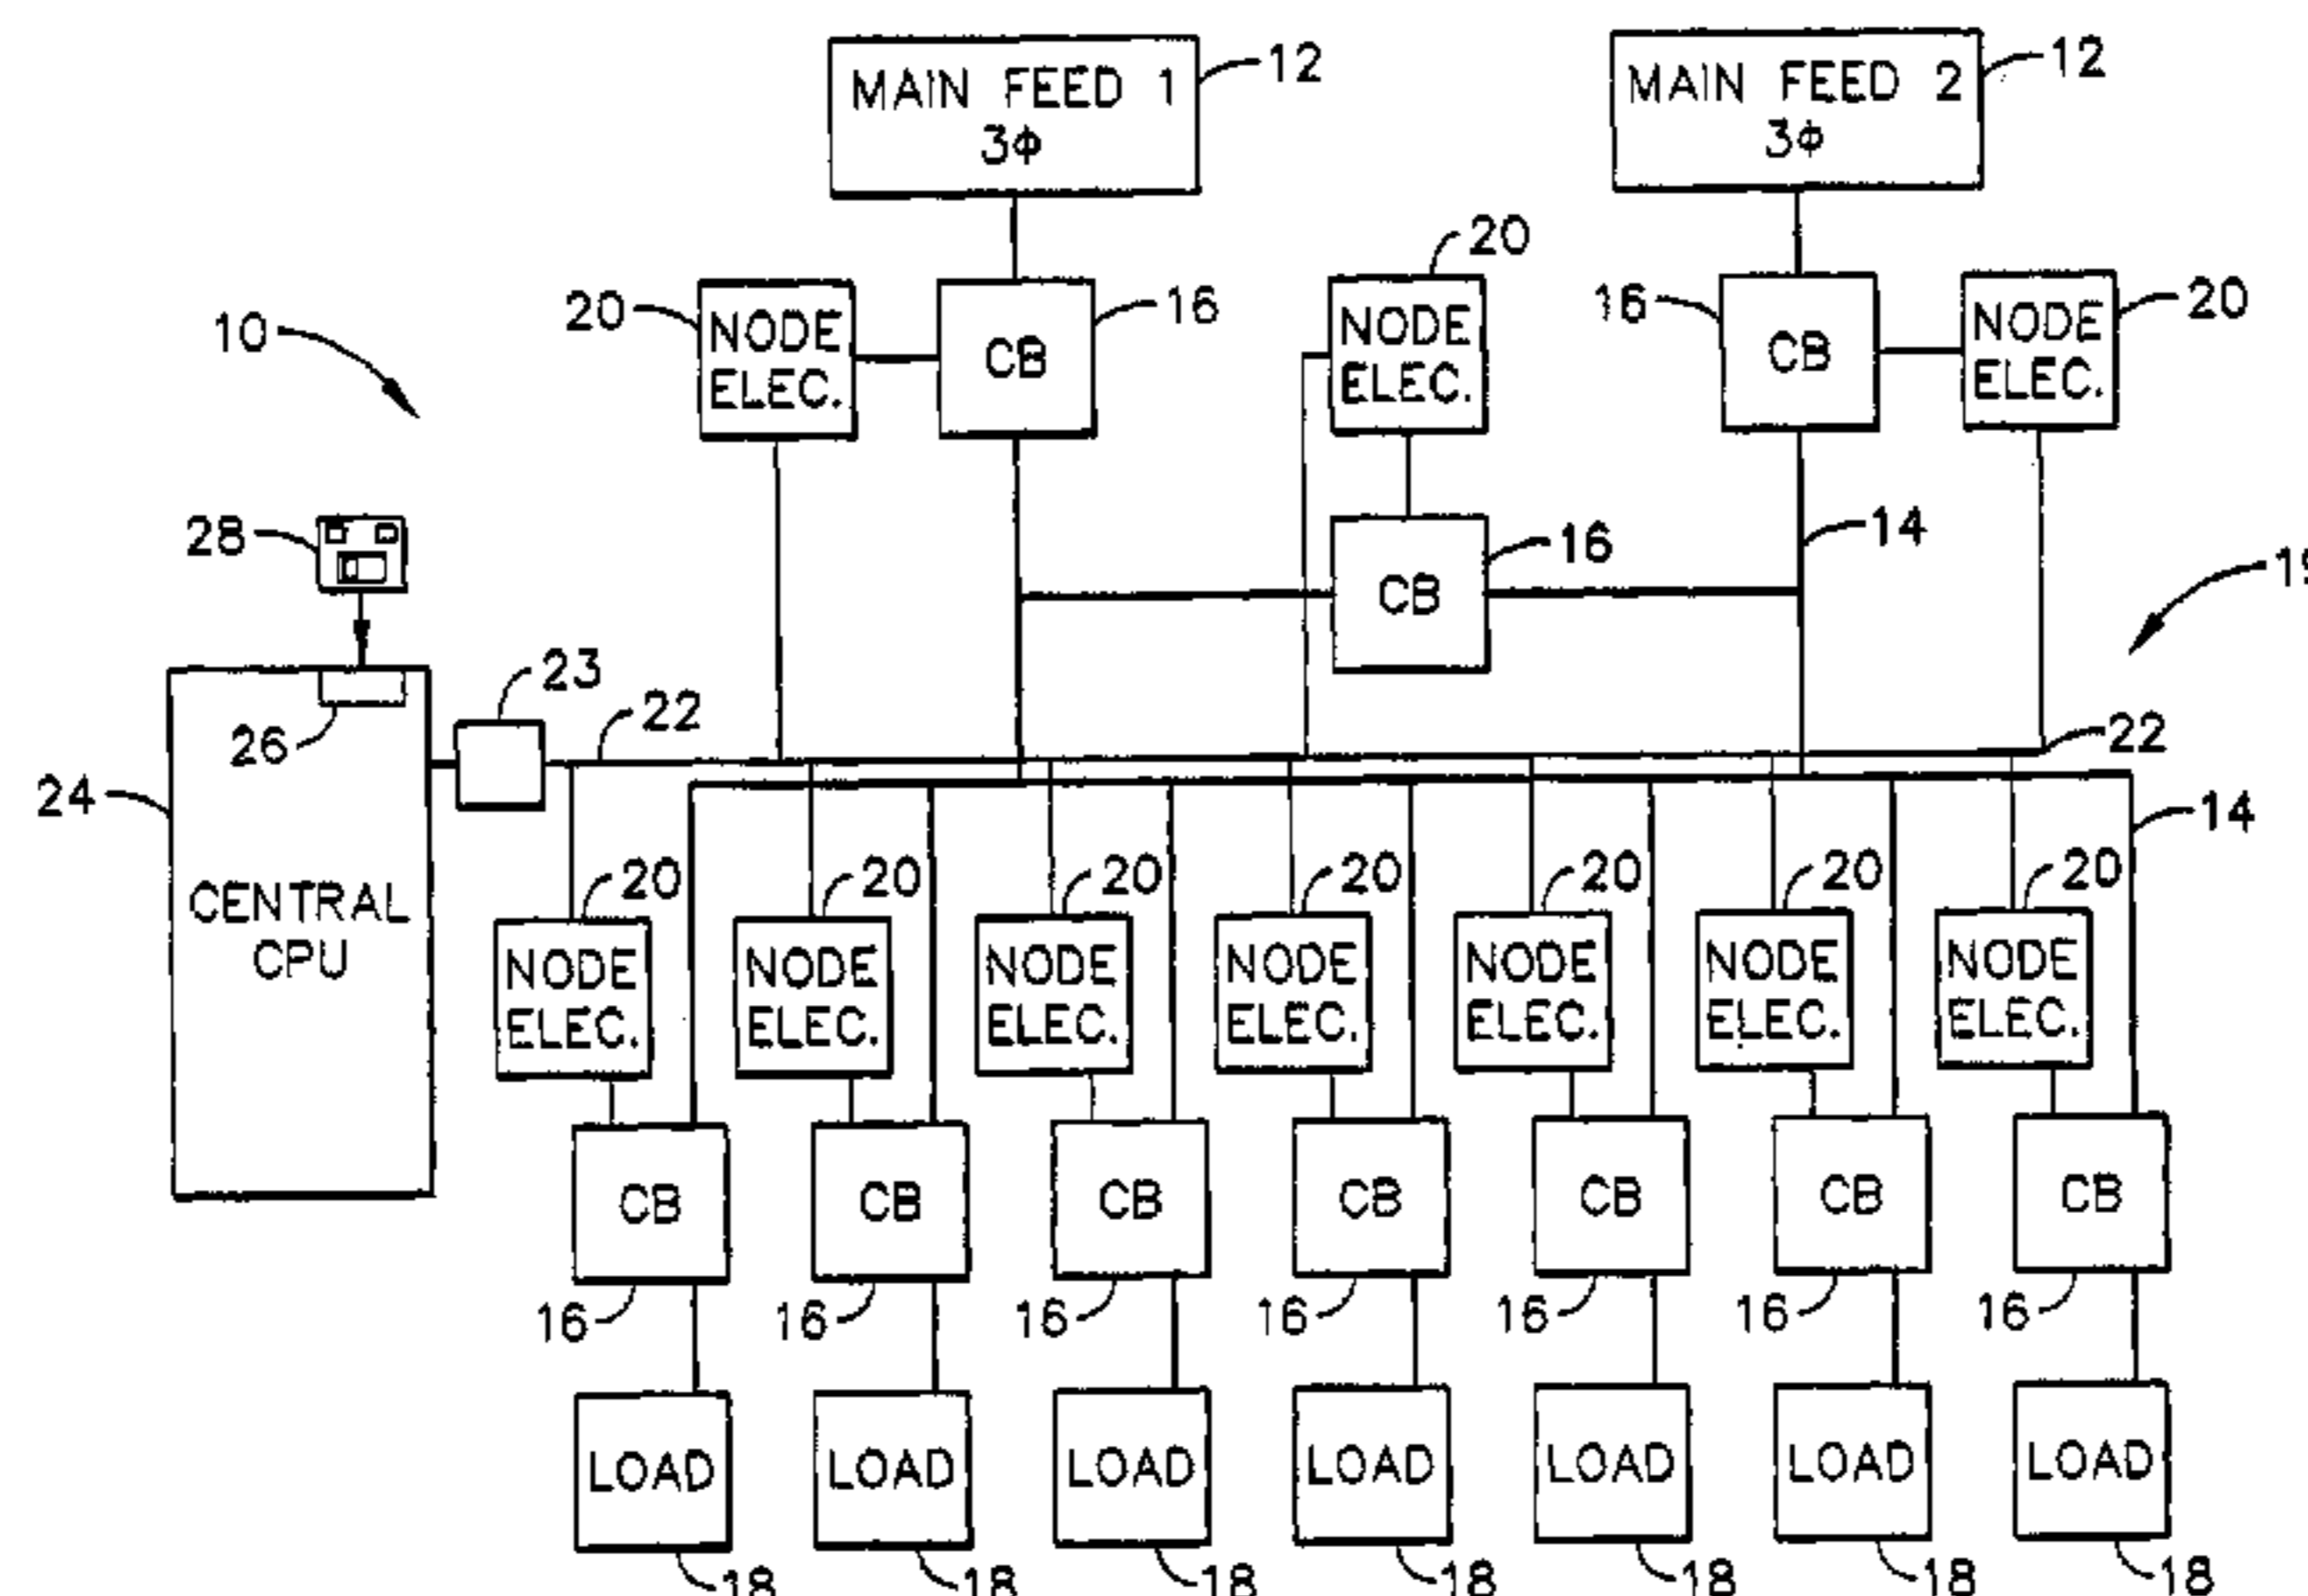 MAIN FEED 1
3Φ
12
MAIN FEED 2
3Φ
12
20
NODE
ELEC.
CB
16
20
NODE
ELEC.
16
CB
NODE
ELEC.
20
10
28
CB
16
14
23
22
26
22
24
CENTRAL
CPU
14
20
20
20
20
20
20
20
NODE
ELEC.
NODE
ELEC.
NODE
ELEC.
NODE
ELEC.
NODE
ELEC.
NODE
ELEC.
NODE
ELEC.
CB
CB
CB
CB
CB
CB
CB
16
16
16
16
16
16
16
LOAD
LOAD
LOAD
LOAD
LOAD
LOAD
LOAD
18
18
18
18
18
18
18